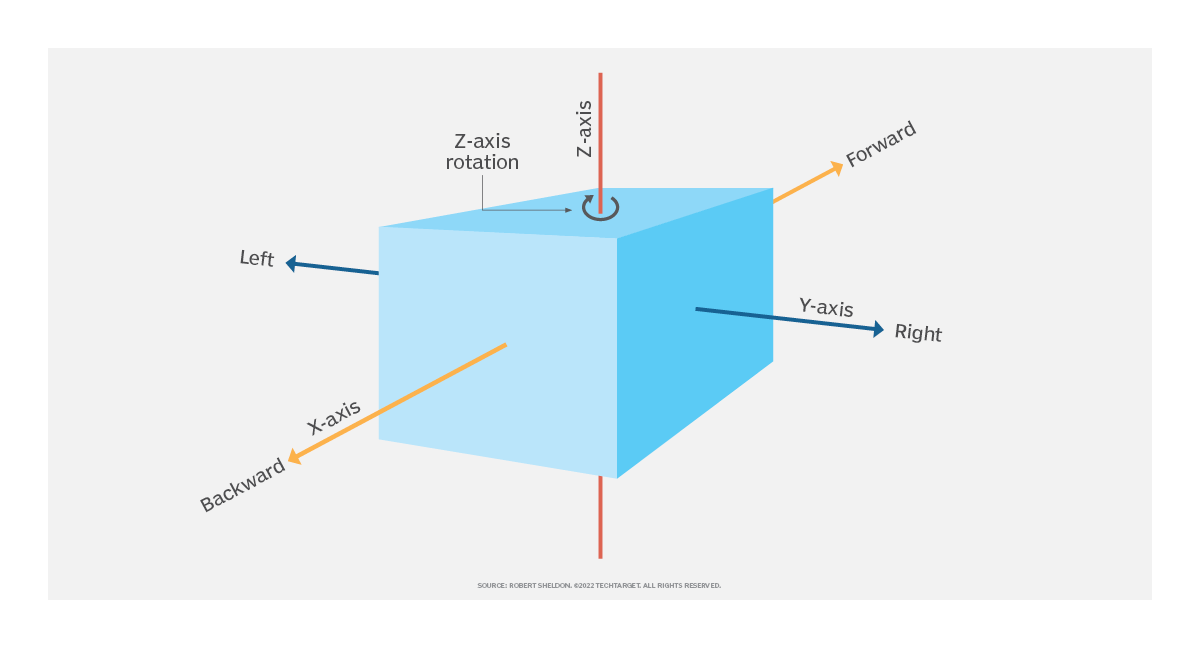 Z-axis
Forward
Z-axis
rotation
Left
Y-axis
Right
X-axis
Backward
SOURCE: ROBERT SHELDON. ©2022 TECHTARGET. ALL RIGHTS RESERVED.